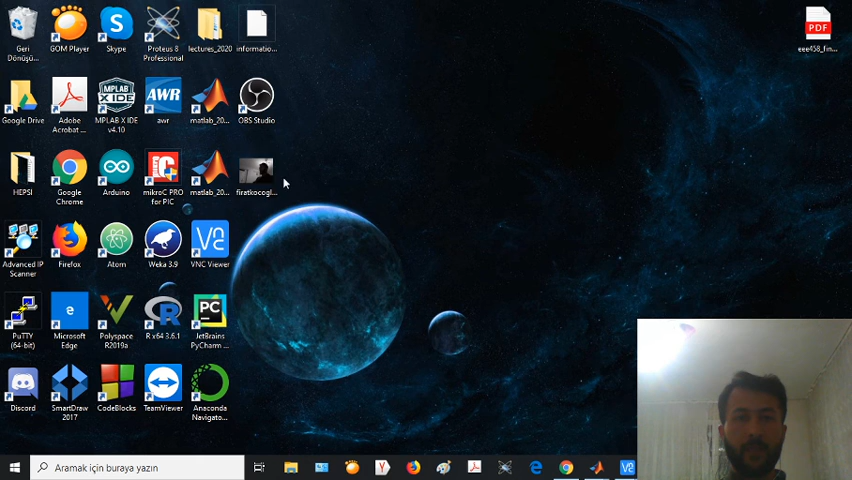 Geri
Dönüşü...
GOM Player
Skype
Proteus 8
Professional
lectures_2020
informatio...
PDF
eee458_fin...
Google Drive
Adobe
Acrobat ...
MPLAB
X IDE
MPLAB X IDE
v4.10
AWR
awr
matlab_20...
OBS Studio
HEPSI
Google
Chrome
Arduino
mikroC PRO
for PIC
matlab_20...
firatkocogl...
Advanced IP
Scanner
Firefox
Atom
Weka 3.9
VNC Viewer
PuTTY
(64-bit)
Microsoft
Edge
Polyspace
R2019a
R x64 3.6.1
PC
JetBrains
PyCharm ...
Discord
SmartDraw
2017
CodeBlocks
TeamViewer
Anaconda
Navigato...
Aramak için buraya yazın